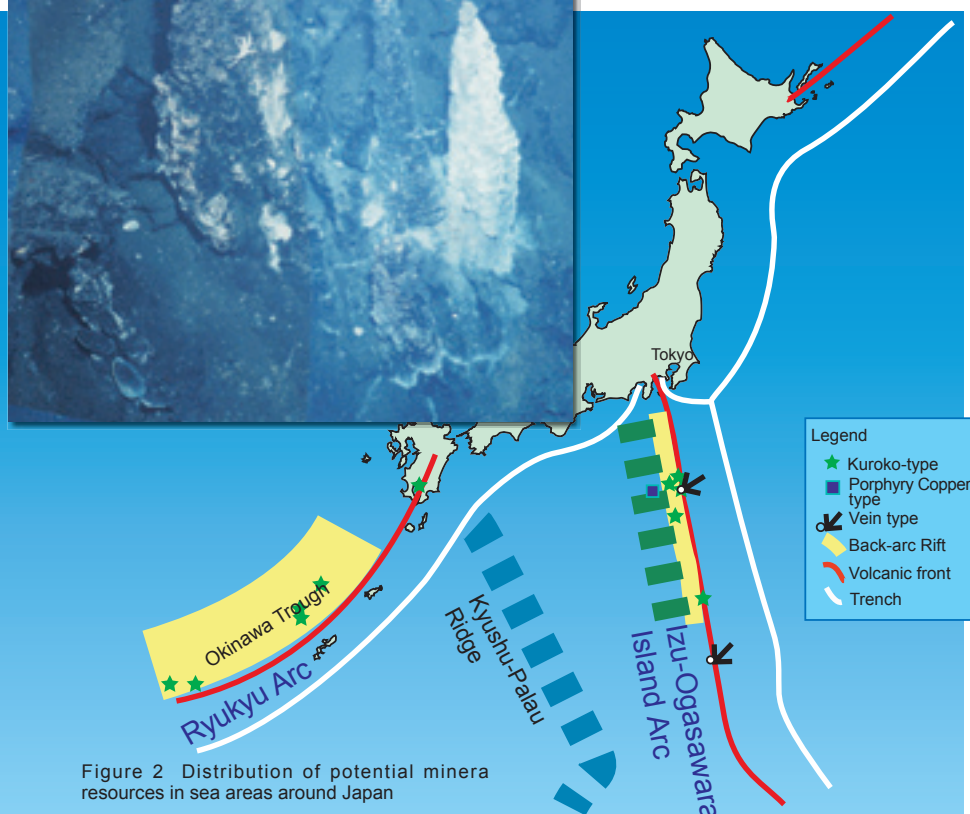 Tokyo
Legend
Kuroko-type
Porphyry Copper
type
Vein type
Back-arc Rift
Volcanic front
Trench
Okinawa Trough
Ryukyu Arc
Kyushu-Palau
Ridge
Izu-Ogasawara
Island Arc
Figure 2 Distribution of potential minera
resources in sea areas around Japan